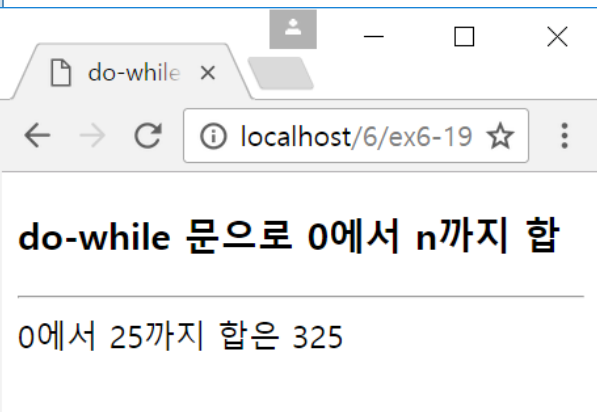 do-while
localhost/6/ex6-19
do-while 문으로 0에서 n까지 합
0에서 25까지 합은 325